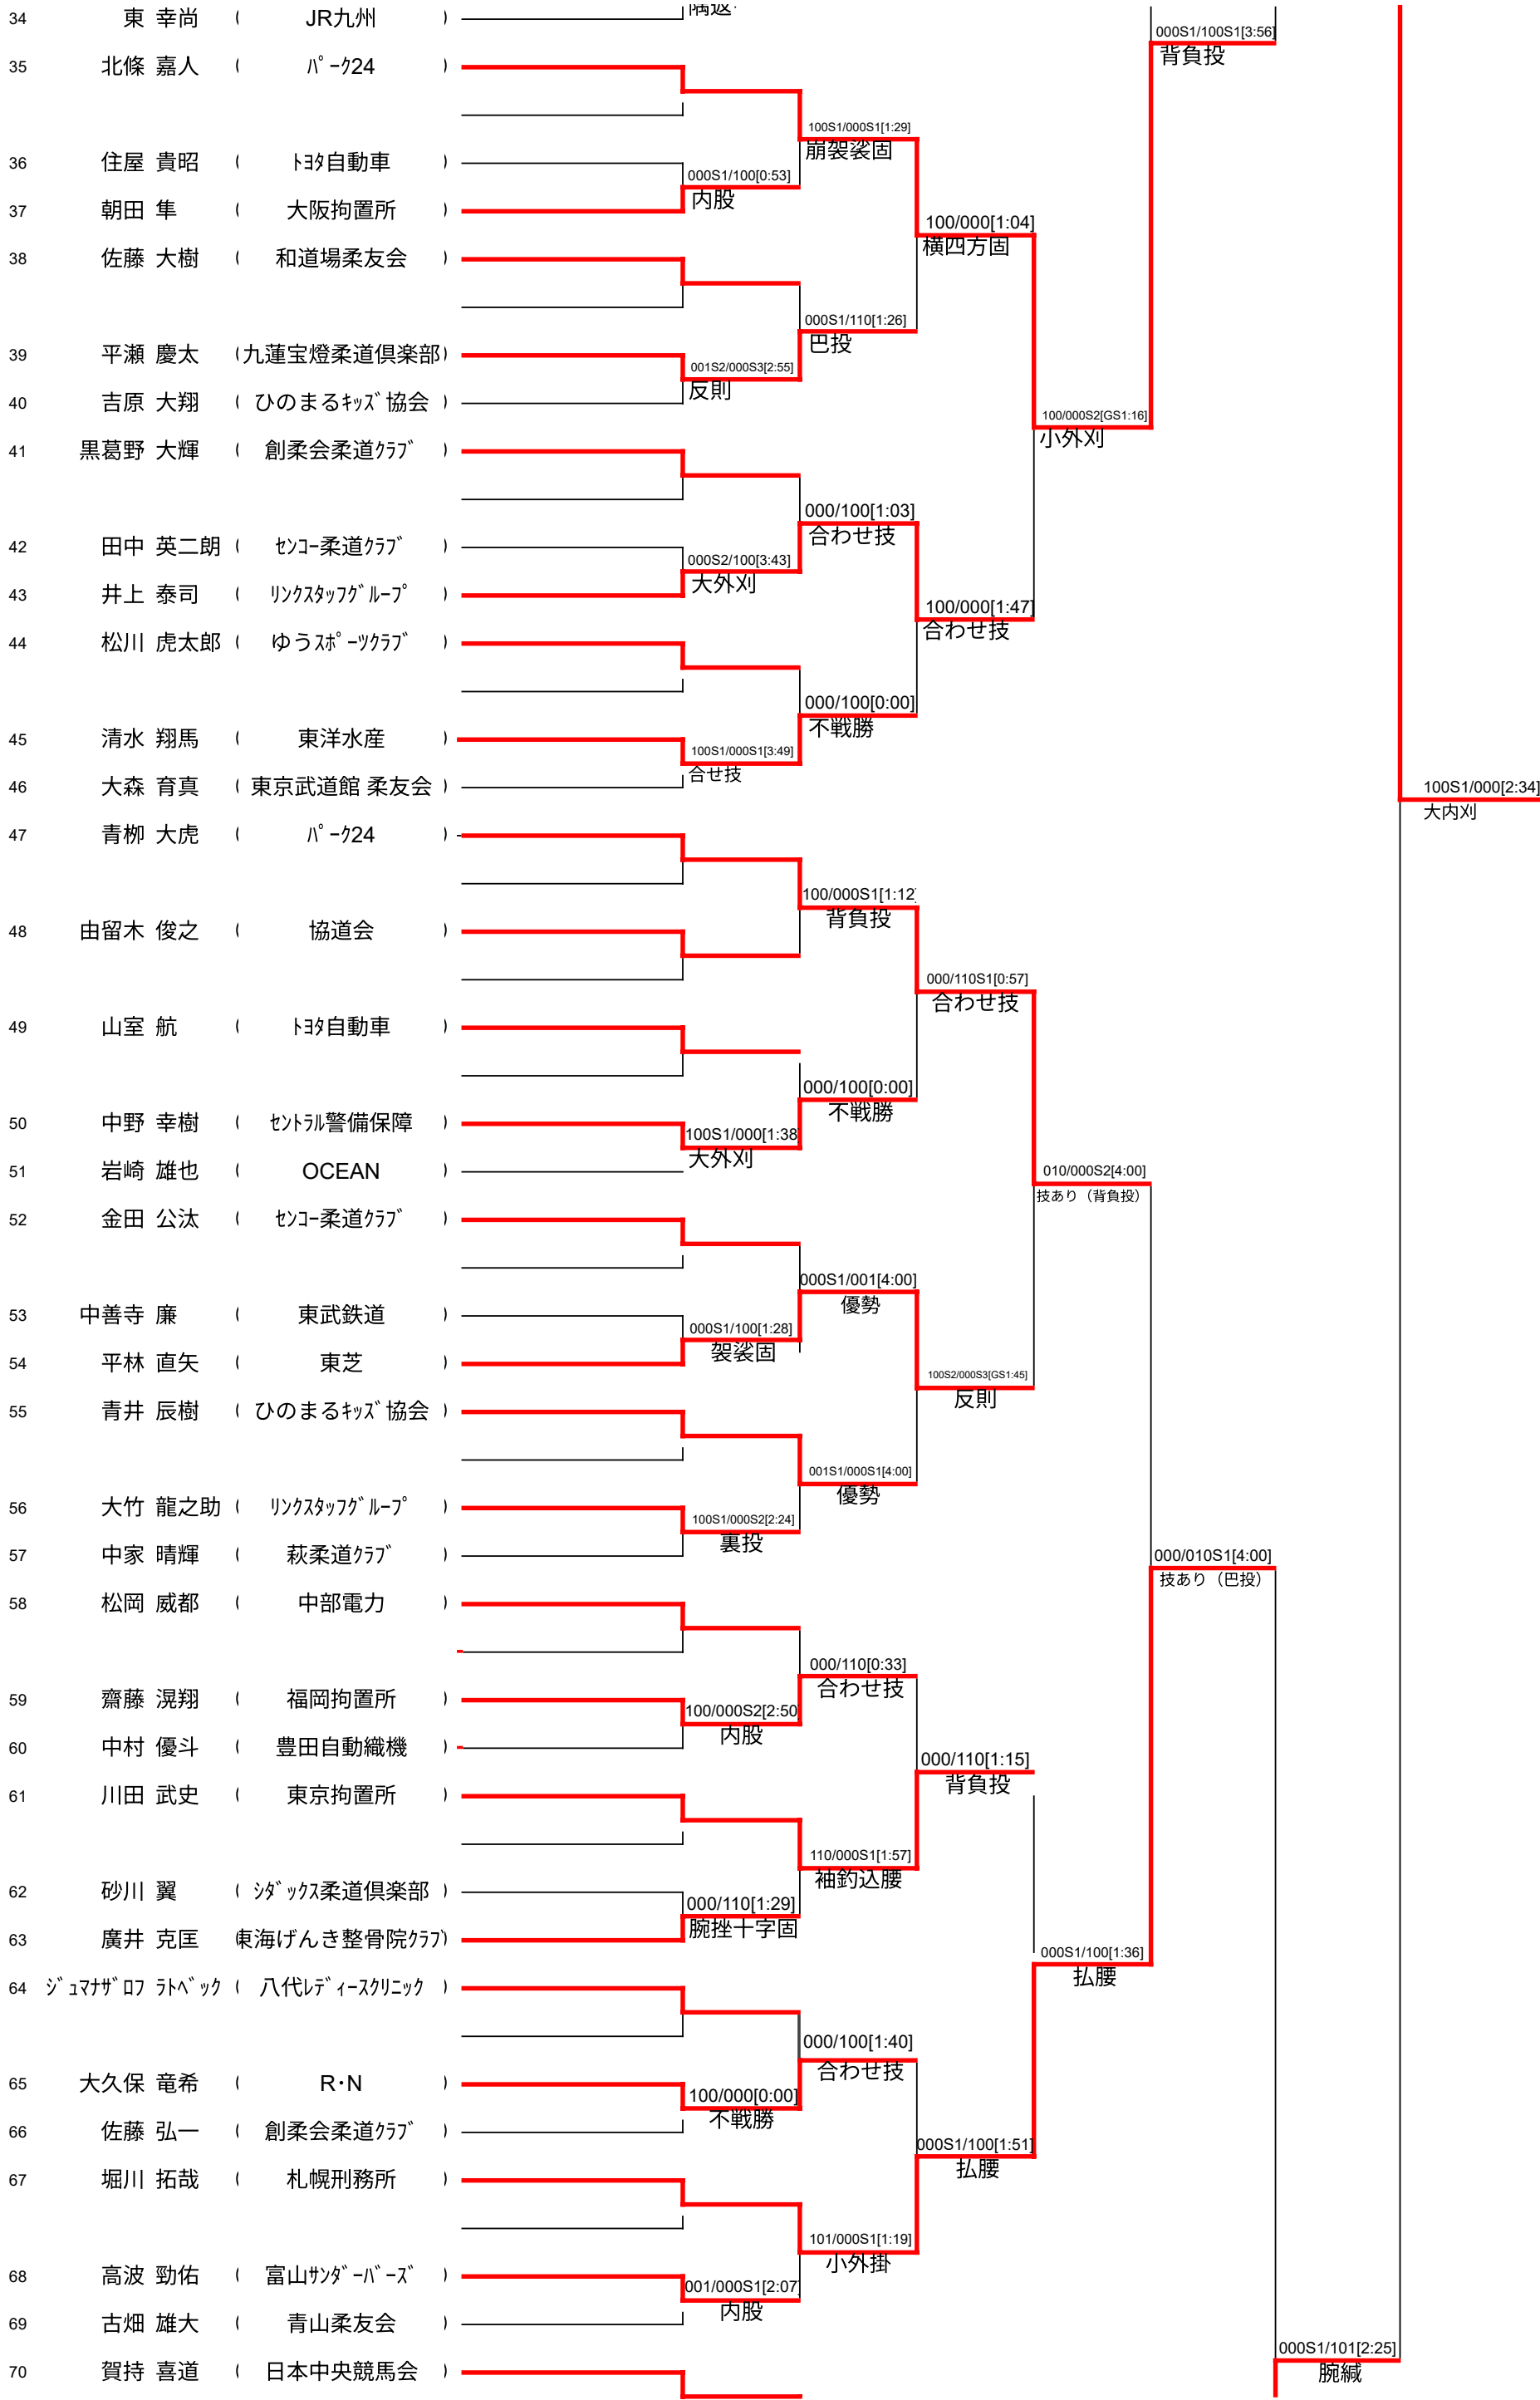 34 東 幸尚 ( JR九州 )
000S1/100S1[3:56]
背負投
35 北條 嘉人 ( ﾊﾟｰｸ24 )
100S1/000S1[1:29]
崩袈裟固
36 住屋 貴昭 ( ﾄﾖﾀ自動車 )
000S1/100[0:53]
内股
37 朝田 隼 ( 大阪拘置所 )
100/000[1:04]
横四方固
38 佐藤 大樹 ( 和道場柔友会 )
000S1/110[1:26]
巴投
39 平瀬 慶太 (九蓮宝燈柔道倶楽部)
001S2/000S3[2:55]
反則
40 吉原 大翔 ( ひのまるｷｯｽﾞ協会 )
100/000S2[GS1:16]
小外刈
41 黒葛野 大輝 ( 創柔会柔道ｸﾗﾌﾞ )
000/100[1:03]
合わせ技
42 田中 英二朗 ( ｾﾝｺｰ柔道ｸﾗﾌﾞ )
000S2/100[3:43]
大外刈
43 井上 泰司 ( ﾘﾝｸｽﾀｯﾌｸﾞﾙｰﾌﾟ )
100/000[1:47]
合わせ技
44 松川 虎太郎 ( ゆうｽﾎﾟｰﾂｸﾗﾌﾞ )
000/100[0:00]
不戦勝
45 清水 翔馬 ( 東洋水産 )
100S1/000S1[3:49]
合せ技
46 大森 育真 ( 東京武道館 柔友会 )
100S1/000[2:34]
大内刈
47 青栁 大虎 ( ﾊﾟｰｸ24 )
100/000S1[1:12]
背負投
48 由留木 俊之 ( 協道会 )
000/110S1[0:57]
合わせ技
49 山室 航 ( ﾄﾖﾀ自動車 )
000/100[0:00]
不戦勝
50 中野 幸樹 ( ｾﾝﾄﾗﾙ警備保障 )
100S1/000[1:38]
大外刈
51 岩崎 雄也 ( OCEAN )
010/000S2[4:00]
技あり（背負投）
52 金田 公汰 ( ｾﾝｺｰ柔道ｸﾗﾌﾞ )
000S1/001[4:00]
優勢
53 中善寺 廉 ( 東武鉄道 )
000S1/100[1:28]
袈裟固
54 平林 直矢 ( 東芝 )
100S2/000S3[GS1:45]
反則
55 青井 辰樹 ( ひのまるｷｯｽﾞ協会 )
001S1/000S1[4:00]
優勢
56 大竹 龍之助 ( ﾘﾝｸｽﾀｯﾌｸﾞﾙｰﾌﾟ )
100S1/000S2[2:24]
裏投
57 中家 晴輝 ( 萩柔道ｸﾗﾌﾞ )
000/010S1[4:00]
技あり（巴投）
58 松岡 威都 ( 中部電力 )
000/110[0:33]
合わせ技
59 齋藤 滉翔 ( 福岡拘置所 )
100/000S2[2:50]
内股
60 中村 優斗 ( 豊田自動織機 )
000/110[1:15]
背負投
61 川田 武史 ( 東京拘置所 )
110/000S1[1:57]
袖釣込腰
62 砂川 翼 ( ｼﾀﾞｯｸｽ柔道倶楽部 )
000/110[1:29]
腕挫十字固
63 廣井 克匡 (東海げんき整骨院ｸﾗﾌﾞ)
000S1/100[1:36]
払腰
64 ｼﾞｭﾏﾅｻﾞﾛﾌ ﾗﾄﾍﾞｯｸ ( 八代ﾚﾃﾞｨｰｽｸﾘﾆｯｸ )
000/100[1:40]
合わせ技
65 大久保 竜希 ( R･N )
100/000[0:00]
不戦勝
66 佐藤 弘一 ( 創柔会柔道ｸﾗﾌﾞ )
000S1/100[1:51]
払腰
67 堀川 拓哉 ( 札幌刑務所 )
101/000S1[1:19]
小外掛
68 高波 勁佑 ( 富山ｻﾝﾀﾞｰﾊﾞｰｽﾞ )
001/000S1[2:07]
内股
69 古畑 雄大 ( 青山柔友会 )
000S1/101[2:25]
腕緘
70 賀持 喜道 ( 日本中央競馬会 )